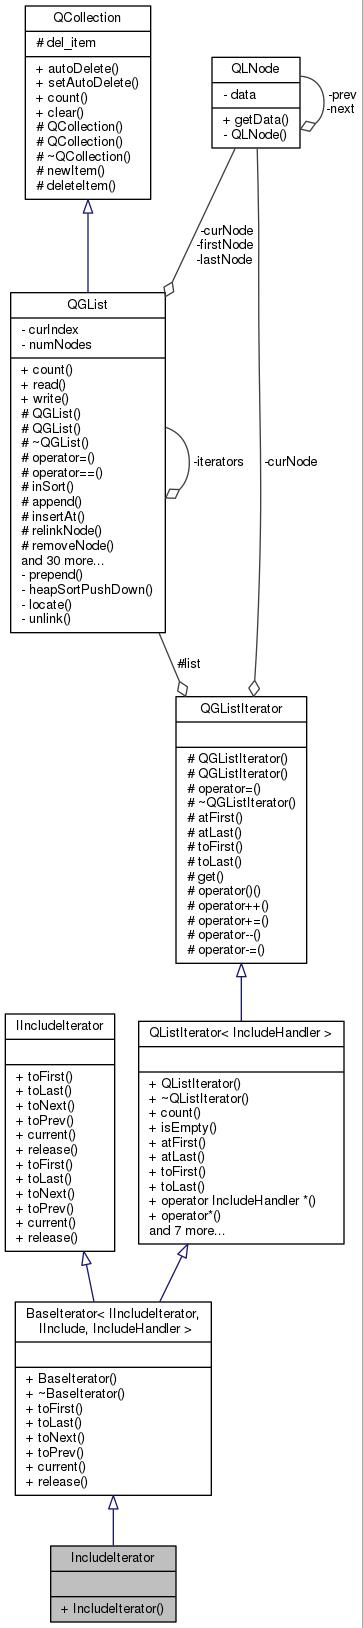 QCollection
# del_item
+ autoDelete()
+ setAutoDelete()
+ count()
+ clear()
# QCollection()
# QCollection()
# ~QCollection()
# newItem()
# deleteItem()
QLNode
- data
+ getData()
- QLNode()
-prev
-next
-curNode
-firstNode
-lastNode
QGList
- curIndex
- numNodes
+ count()
+ read()
+ write()
# QGList()
# QGList()
# ~QGList()
# operator=()
# operator==()
# inSort()
# append()
# insertAt()
# relinkNode()
# removeNode()
and 30 more...
- prepend()
- heapSortPushDown()
- locate()
- unlink()
-iterators
-curNode
#list
QGListIterator
# QGListIterator()
# QGListIterator()
# operator=()
# ~QGListIterator()
# atFirst()
# atLast()
# toFirst()
# toLast()
# get()
# operator()()
# operator++()
# operator+=()
# operator--()
# operator-=()
IIncludeIterator
+ toFirst()
+ toLast()
+ toNext()
+ toPrev()
+ current()
+ release()
+ toFirst()
+ toLast()
+ toNext()
+ toPrev()
+ current()
+ release()
QListIterator< IncludeHandler >
+ QListIterator()
+ ~QListIterator()
+ count()
+ isEmpty()
+ atFirst()
+ atLast()
+ toFirst()
+ toLast()
+ operator IncludeHandler *()
+ operator*()
and 7 more...
BaseIterator< IIncludeIterator,
IInclude, IncludeHandler >
+ BaseIterator()
+ ~BaseIterator()
+ toFirst()
+ toLast()
+ toNext()
+ toPrev()
+ current()
+ release()
IncludeIterator
+ IncludeIterator()